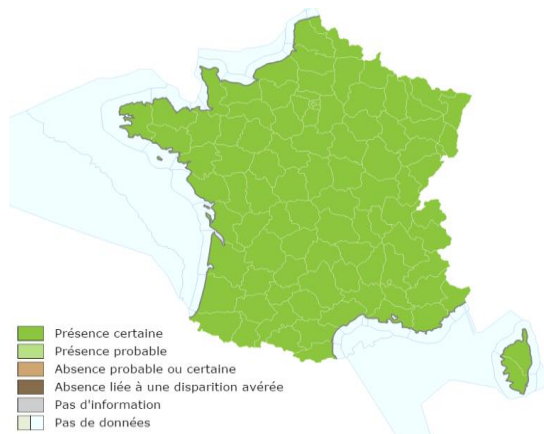 Présence certaine
Présence probable
Absence probable ou certaine
Absence liée à une disparition avérée
Pas d'information
Pas de données